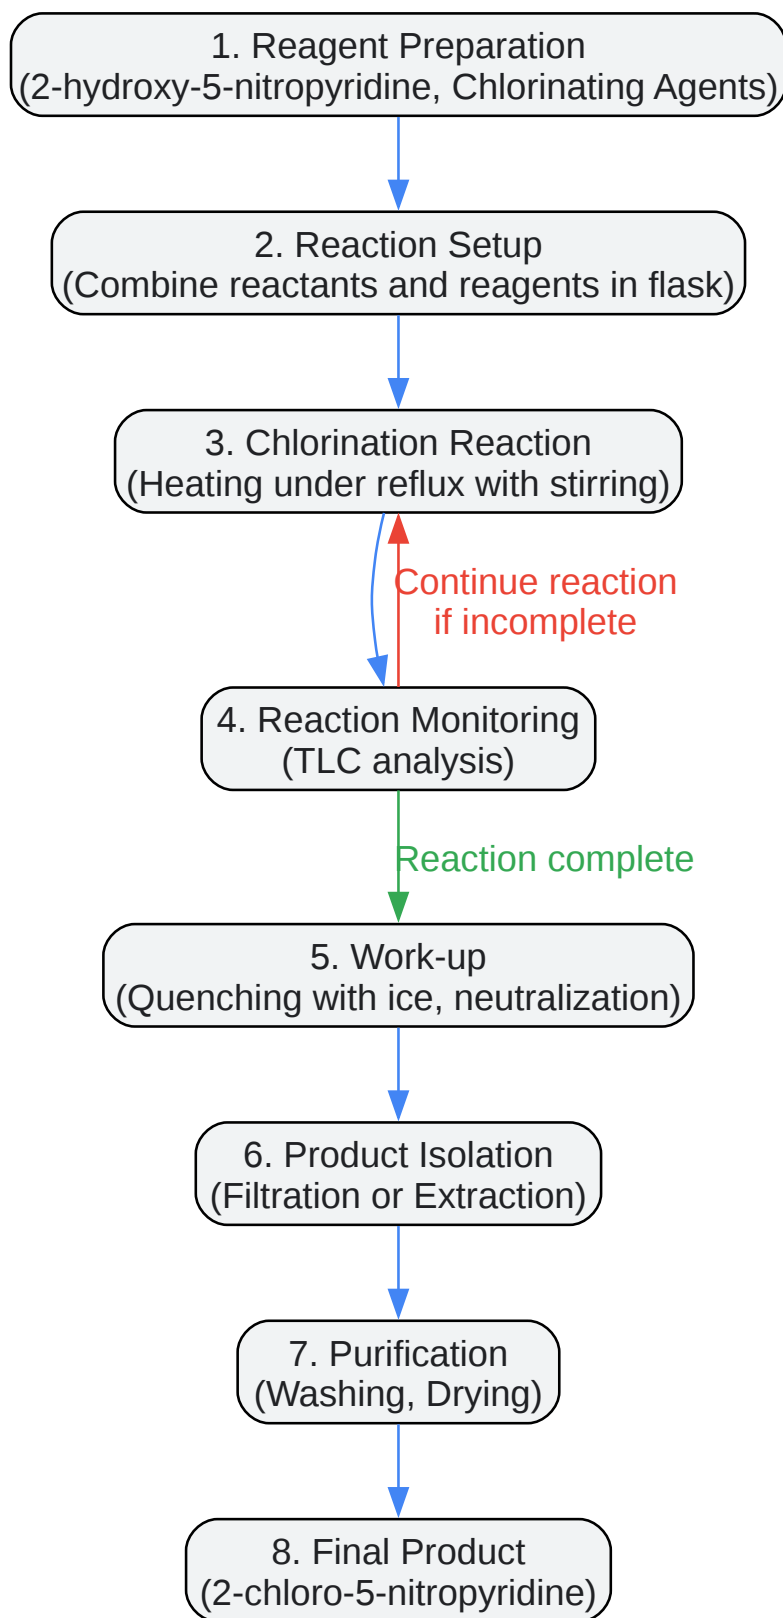 1. Reagent Preparation
(2-hydroxy-5-nitropyridine, Chlorinating Agents)
2. Reaction Setup
(Combine reactants and reagents in flask)
3. Chlorination Reaction
(Heating under reflux with stirring)
Continue reaction
if incomplete
4. Reaction Monitoring
(TLC analysis)
Reaction complete
5. Work-up
(Quenching with ice, neutralization)
6. Product Isolation
(Filtration or Extraction)
7. Purification
(Washing, Drying)
8. Final Product
(2-chloro-5-nitropyridine)